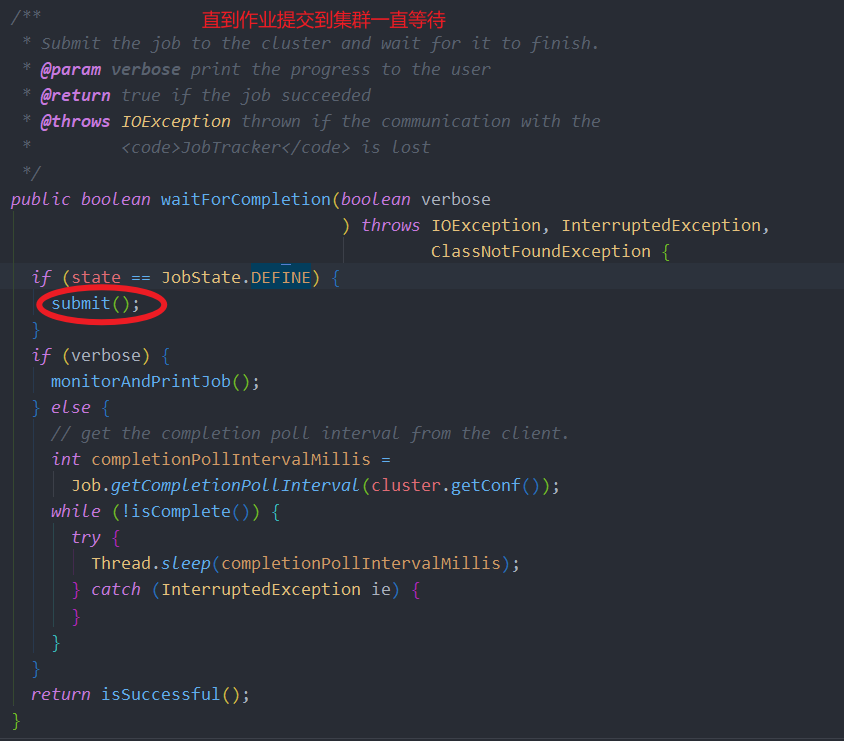 /**
直到作业提交到集群一直等待
 * Submit the job to the cluster and wait for it to finish.
 * @param verbose print the progress to the user
 * @return true if the job succeeded
 * @throws IOException thrown if the communication with the
 *         <code>JobTracker</code> is lost
 */
public boolean waitForCompletion(boolean verbose
                                 ) throws IOException, InterruptedException,
                                          ClassNotFoundException {
  if (state == JobState.DEFINE) {
    submit();
  }
  if (verbose) {
    monitorAndPrintJob();
  } else {
    // get the completion poll interval from the client.
    int completionPollIntervalMillis =
      Job.getCompletionPollInterval(cluster.getConf());
    while (!isComplete()) {
      try {
        Thread.sleep(completionPollIntervalMillis);
      } catch (InterruptedException ie) {
      }
    }
  }
  return isSuccessful();
}